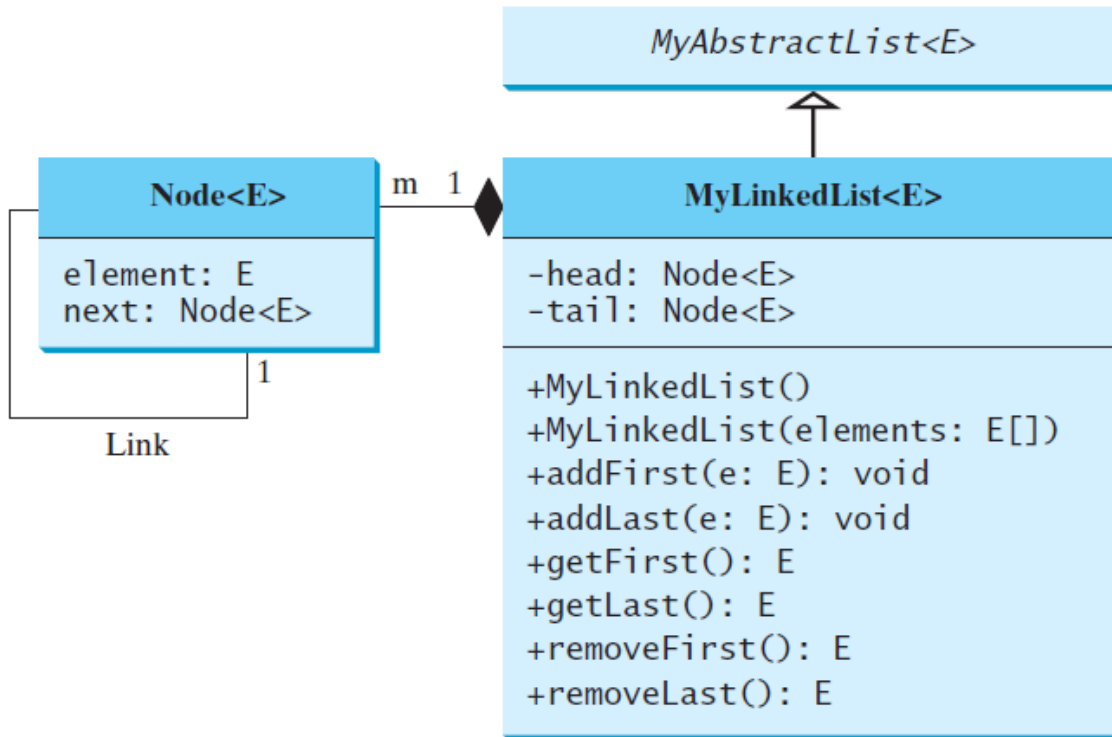 MyAbstractList<E>
Node<E>
m 1
MyLinkedList<E>
element: E
next: Node<E>
1
Link
-head: Node<E>
-tail: Node<E>
+MyLinkedList()
+MyLinkedList(elements: E[])
+addFirst(e: E): void
+addLast(e: E): void
+getFirst(): E
+getLast(): E
+removeFirst(): E
+removeLast(): E